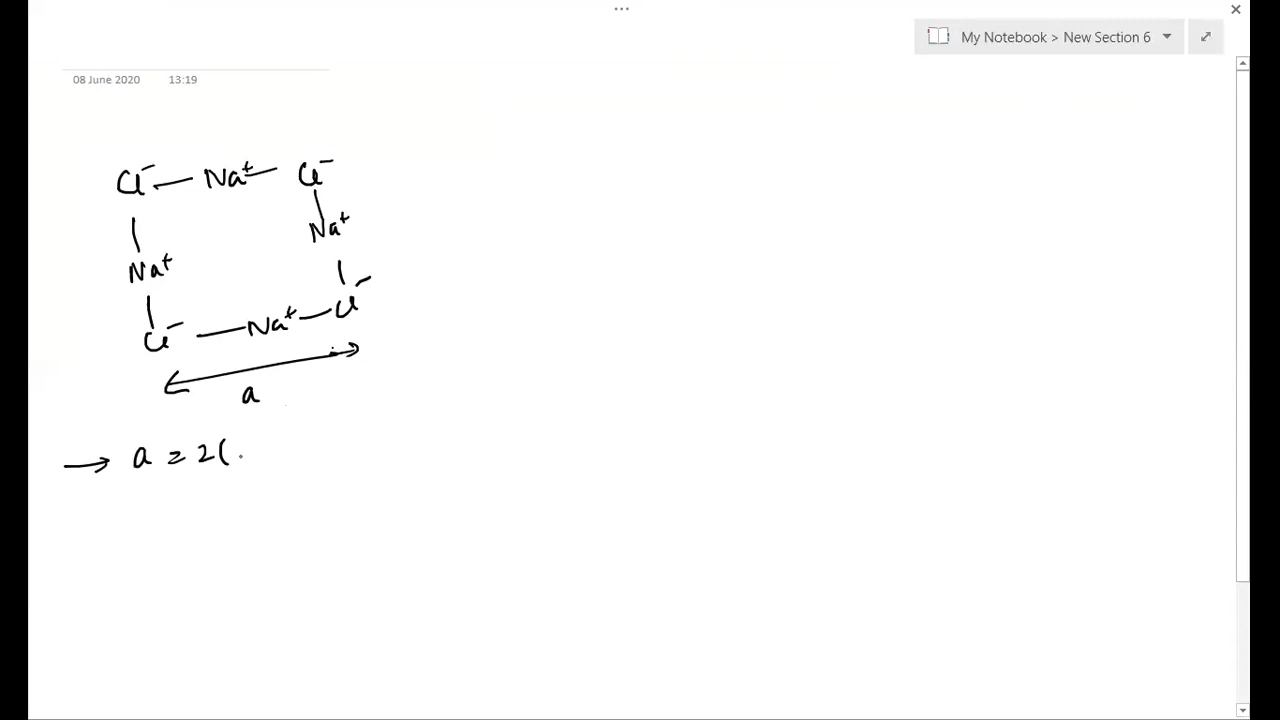 ...
My Notebook > New Section 6
08 June 2020 13:19
Cl⁻ — Na⁺ — Cl⁻
Na⁺
Na⁺
Cl⁻ — Na⁺ — Cl⁻
a
→ a = 2(